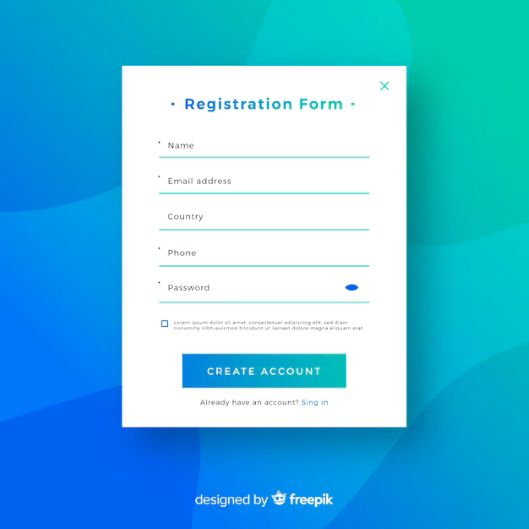 • Registration Form •
* Name
* Email address
Country
* Phone
* Password
Lorem ipsum dolor sit amet, consectetuer adipiscing elit, sed diam
nonummy nibh euismod tincidunt ut laoreet dolore magna aliquam erat
CREATE ACCOUNT
Already have an account? Sing in
designed by freepik